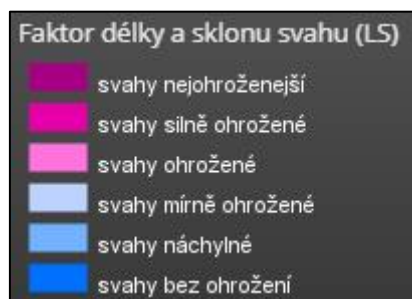 Faktor délky a sklonu svahu (LS)
svahy nejohroženejší
svahy silně ohrožené
svahy ohrožené
svahy mírně ohrožené
svahy náchylné
svahy bez ohrožení